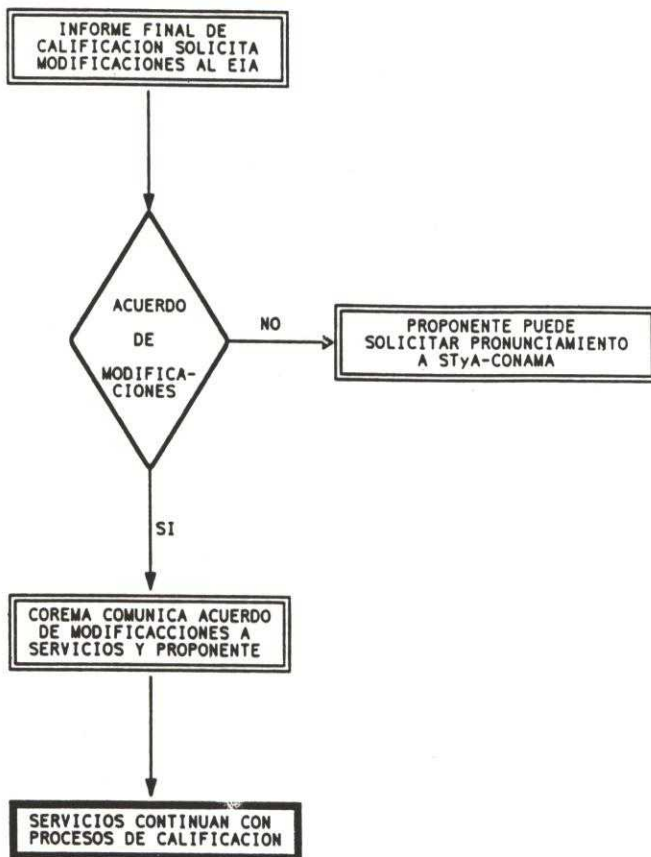 INFORME FINAL DE
CALIFICACION SOLICITA
MODIFICACIONES AL EIA
ACUERDO
DE
MODIFICA-
CIONES
NO
PROPONENTE PUEDE
SOLICITAR PRONUNCIAMIENTO
A STyA-CONAMA
SI
COREMA COMUNICA ACUERDO
DE MODIFICACCIONES A
SERVICIOS Y PROPONENTE
SERVICIOS CONTINUAN CON
PROCESOS DE CALIFICACION